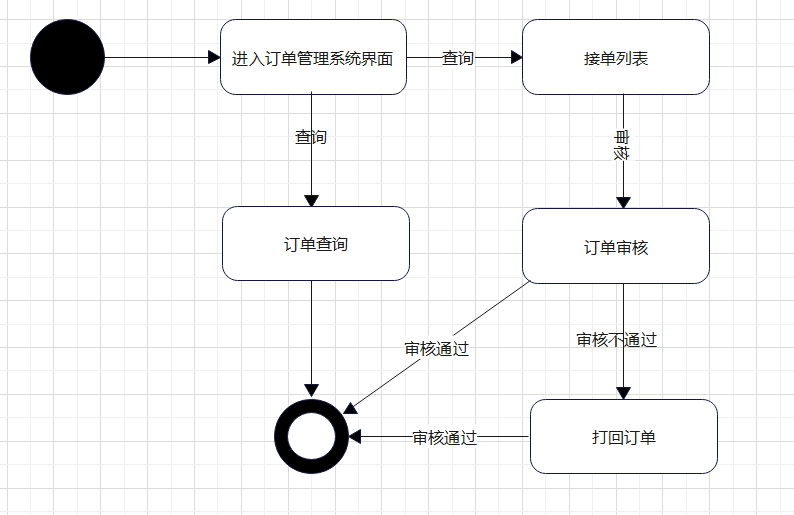 进入订单管理系统界面
查询
接单列表
查询
审核
订单查询
订单审核
审核通过
审核不通过
审核通过
打回订单